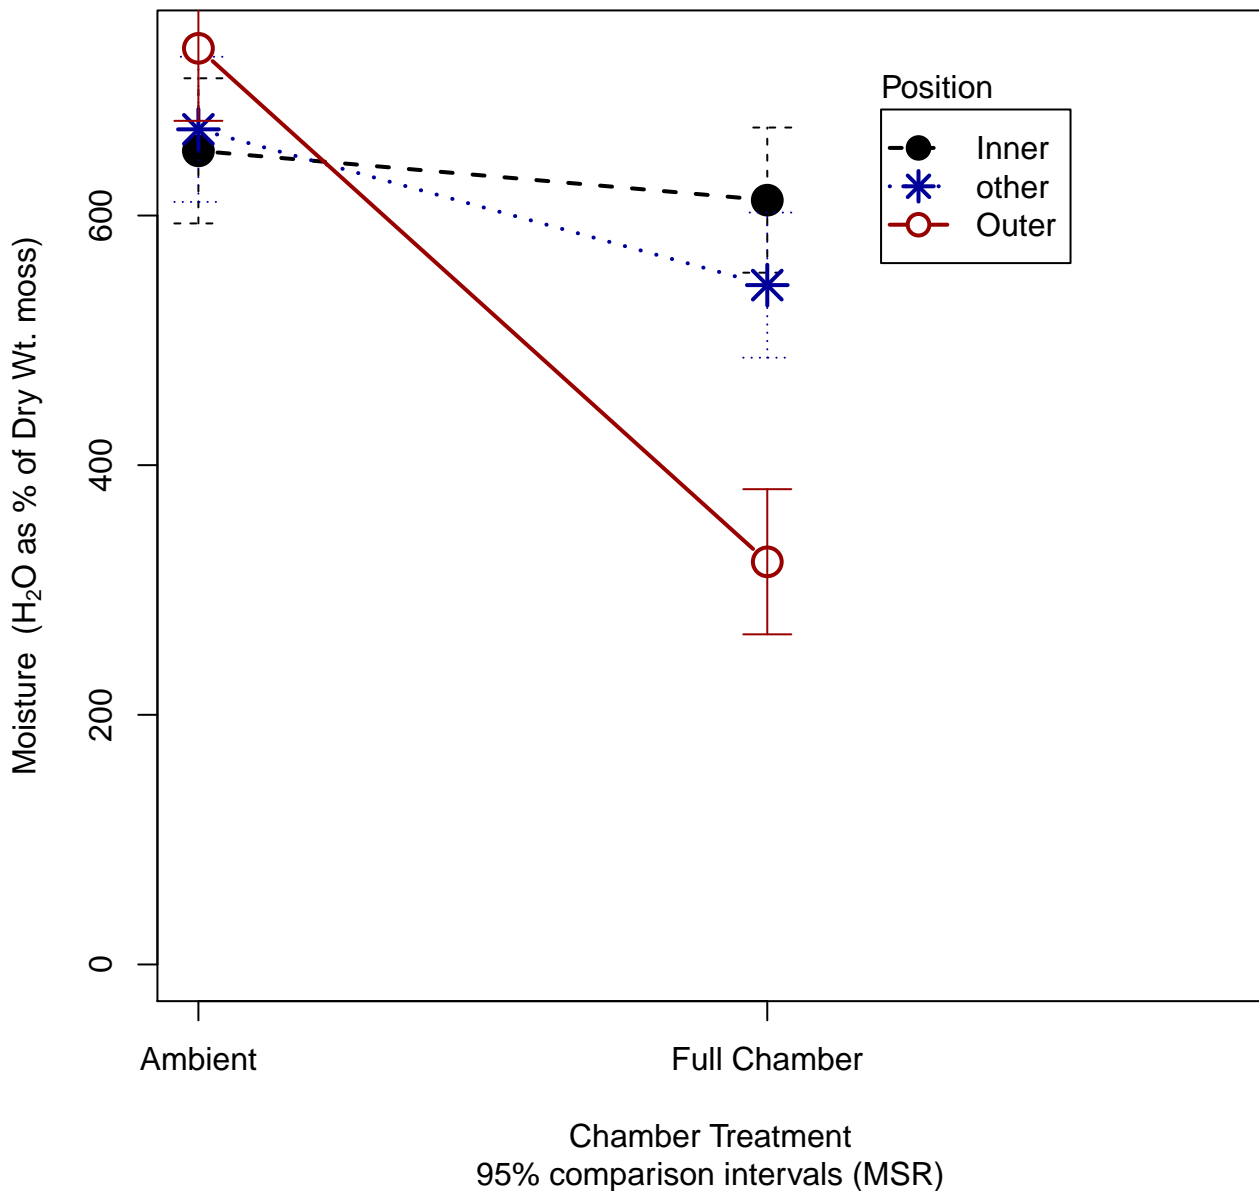 Position
Inner
other
Outer
Moisture (H₂O as % of Dry Wt. moss)
600
400
200
0
Ambient
Full Chamber
Chamber Treatment
95% comparison intervals (MSR)